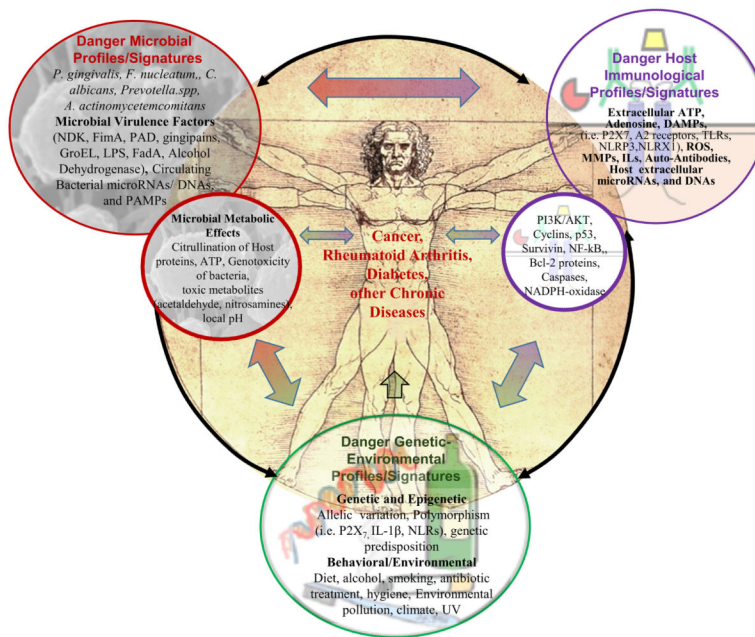 Danger Microbial
Profiles/Signatures
P. gingivalis, F. nucleatum,, C.
albicans, Prevotella.spp,
A. actinomycetemcomitans
Microbial Virulence Factors
(NDK, FimA, PAD, gingipains,
GroEL, LPS, FadA, Alcohol
Dehydrogenase), Circulating
Bacterial microRNAs/ DNAs,
and PAMPs
Microbial Metabolic
Effects
Citrullination of Host
proteins, ATP, Genotoxicity
of bacteria,
toxic metabolites
(acetaldehyde, nitrosamines),
local pH
Cancer,
Rheumatoid Arthritis,
Diabetes,
other Chronic
Diseases
Danger Host
Immunological
Profiles/Signatures
Extracellular ATP,
Adenosine, DAMPs,
(i.e. P2X7, A2 receptors, TLRs,
NLRP3,NLRX1), ROS,
MMPs, ILs, Auto-Antibodies,
Host extracellular
microRNAs, and DNAs
PI3K/AKT,
Cyclins, p53,
Survivin, NF-kB,,
Bcl-2 proteins,
Caspases,
NADPH-oxidase
Danger Genetic-
Environmental
Profiles/Signatures
Genetic and Epigenetic
Allelic variation, Polymorphism
(i.e. P2X7, IL-1β, NLRs), genetic
predisposition
Behavioral/Environmental
Diet, alcohol, smoking, antibiotic
treatment, hygiene, Environmental
pollution, climate, UV